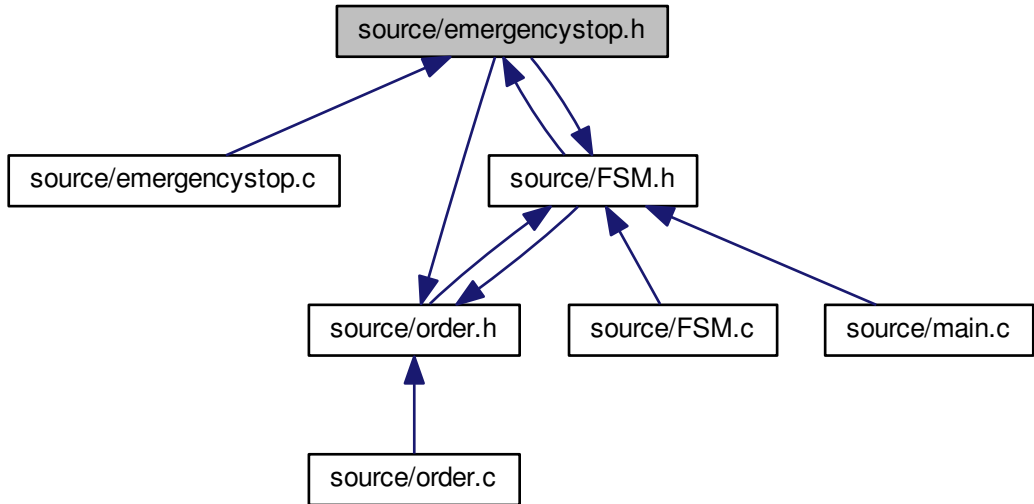 source/emergencystop.h
source/emergencystop.c
source/FSM.h
source/order.h
source/FSM.c
source/main.c
source/order.c